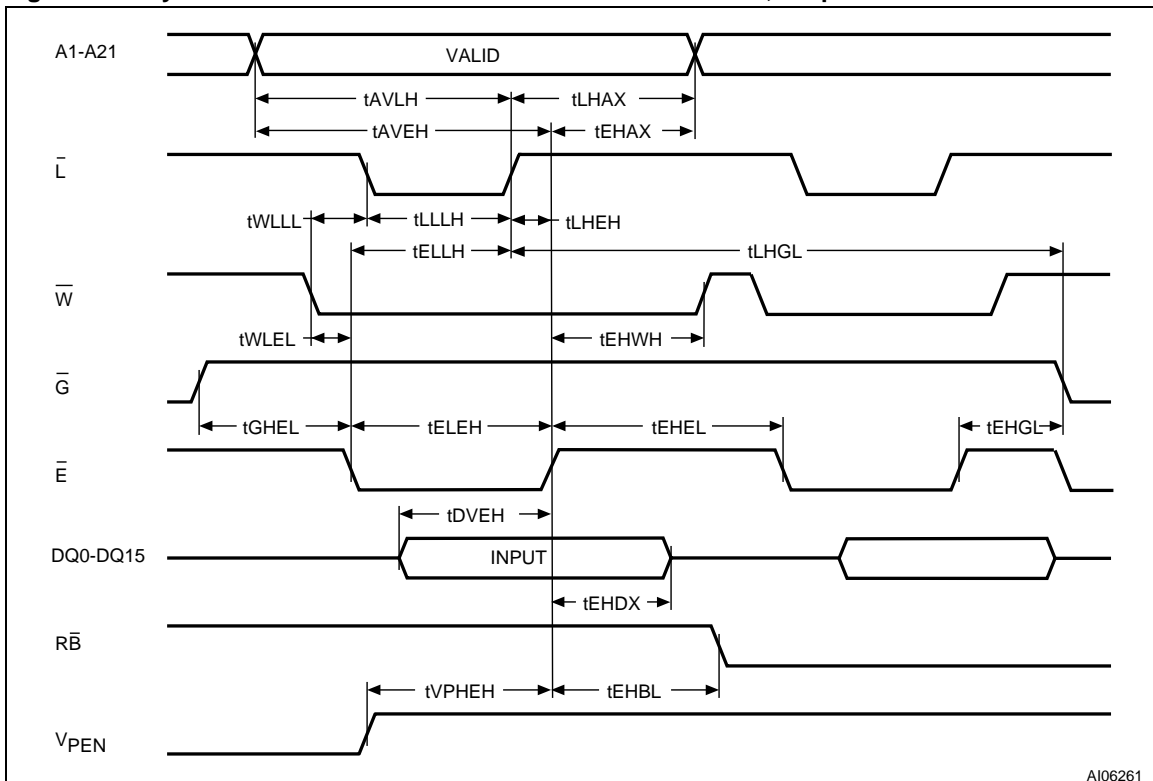 A1-A21
VALID
tAVLH
tLHAX
tAVEH
tEHAX
L̅
tWLLL
tLLLH
tLHEH
tELLH
tLHGL
W̅
tWLEL
tEHWH
G̅
tGHEL
tELEH
tEHEL
tEHGL
E̅
tDVEH
DQ0-DQ15
INPUT
tEHDX
RB̅
tVPHEH
tEHBL
VPEN
AI06261